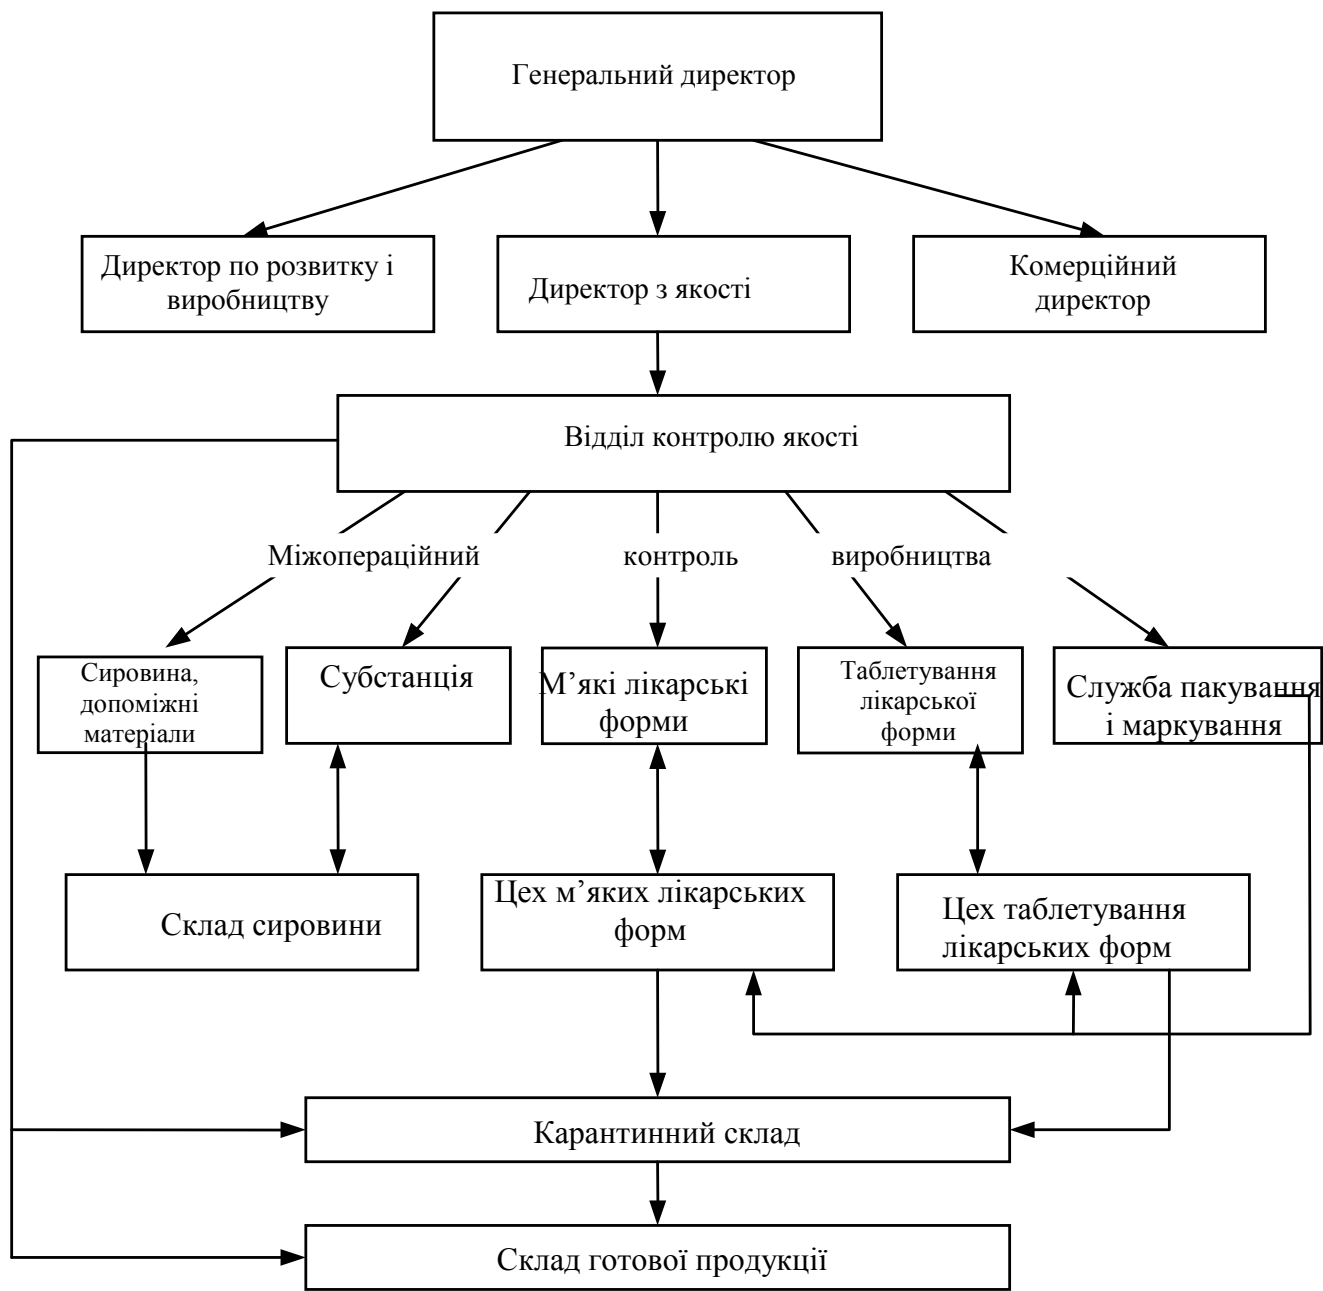 Генеральний директор
Директор по розвитку і
виробництву
Директор з якості
Комерційний
директор
Відділ контролю якості
Міжопераційний контроль виробництва
Сировина,
допоміжні
матеріали
Субстанція
М’які лікарські
форми
Таблетування
лікарської
форми
Служба пакування
і маркування
Склад сировини
Цех м’яких лікарських
форм
Цех таблетування
лікарських форм
Карантинний склад
Склад готової продукції